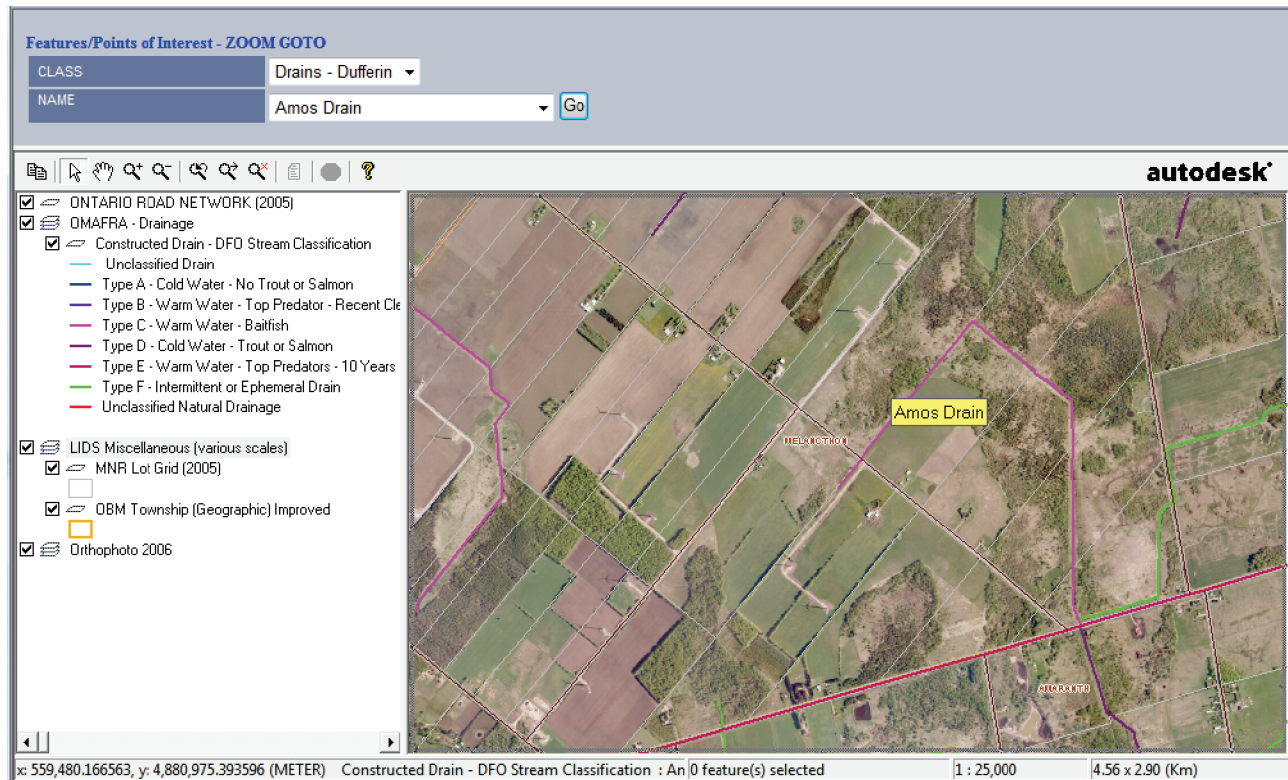 Features/Points of Interest - ZOOM GOTO
CLASS Drains - Dufferin
NAME Amos Drain Go
autodesk
ONTARIO ROAD NETWORK (2005)
OMAFRA - Drainage
Constructed Drain - DFO Stream Classification
Unclassified Drain
Type A - Cold Water - No Trout or Salmon
Type B - Warm Water - Top Predator - Recent Cle
Type C - Warm Water - Baitfish
Type D - Cold Water - Trout or Salmon
Type E - Warm Water - Top Predators - 10 Years
Type F - Intermittent or Ephemeral Drain
Unclassified Natural Drainage
LIDS Miscellaneous (various scales)
MNR Lot Grid (2005)
OBM Township (Geographic) Improved
Orthophoto 2006
Amos Drain
MELANCTHON
AMARANTH
x: 559,480.166563, y: 4,880,975.393596 (METER) Constructed Drain - DFO Stream Classification : An 0 feature(s) selected 1 : 25,000 4.56 x 2.90 (Km)